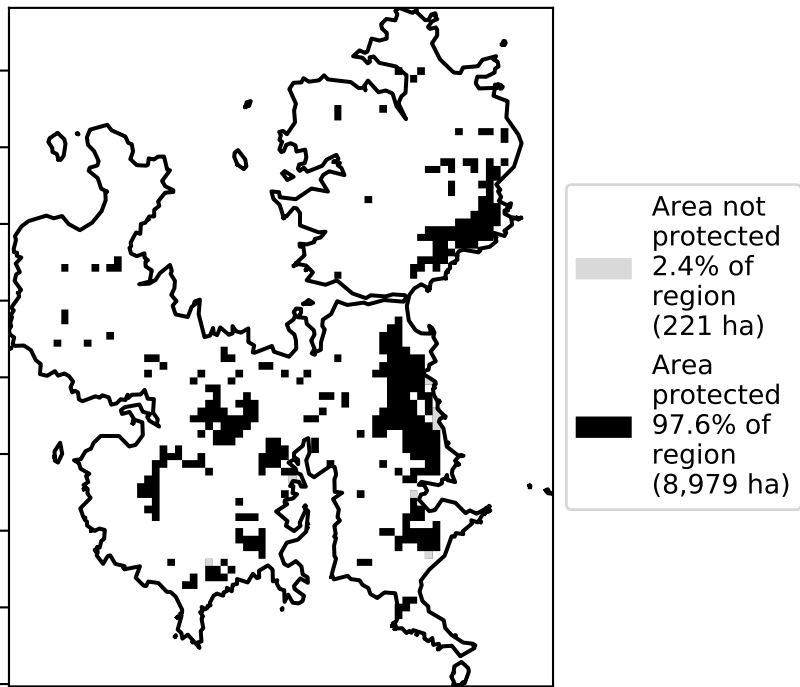 Area not
protected
2.4% of
region
(221 ha)
Area
protected
97.6% of
region
(8,979 ha)